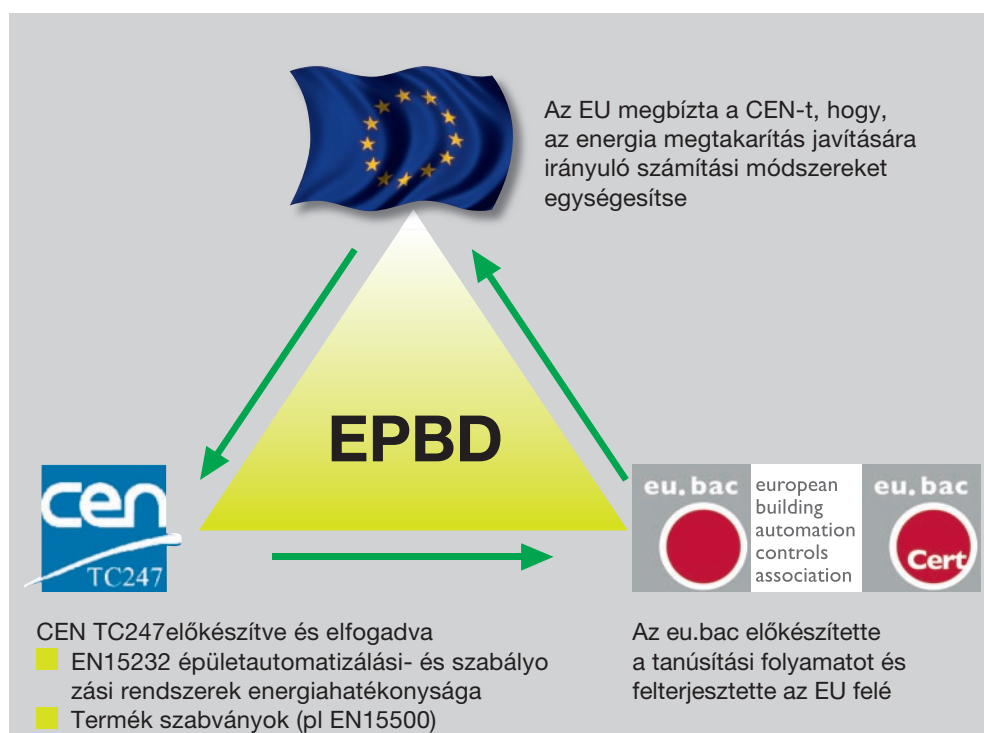 Az EU megbízta a CEN-t, hogy,
az energia megtakarítás javítására
irányuló számítási módszereket
egységesítse
EPBD
cen
TC247
eu.bac
european
building
automation
controls
association
eu.bac
Cert
CEN TC247előkészítve és elfogadva
EN15232 épületautomatizálási- és szabályo
zási rendszerek energiahatékonysága
Termék szabványok (pl EN15500)
Az eu.bac előkészítette
a tanúsítási folyamatot és
felterjesztette az EU felé